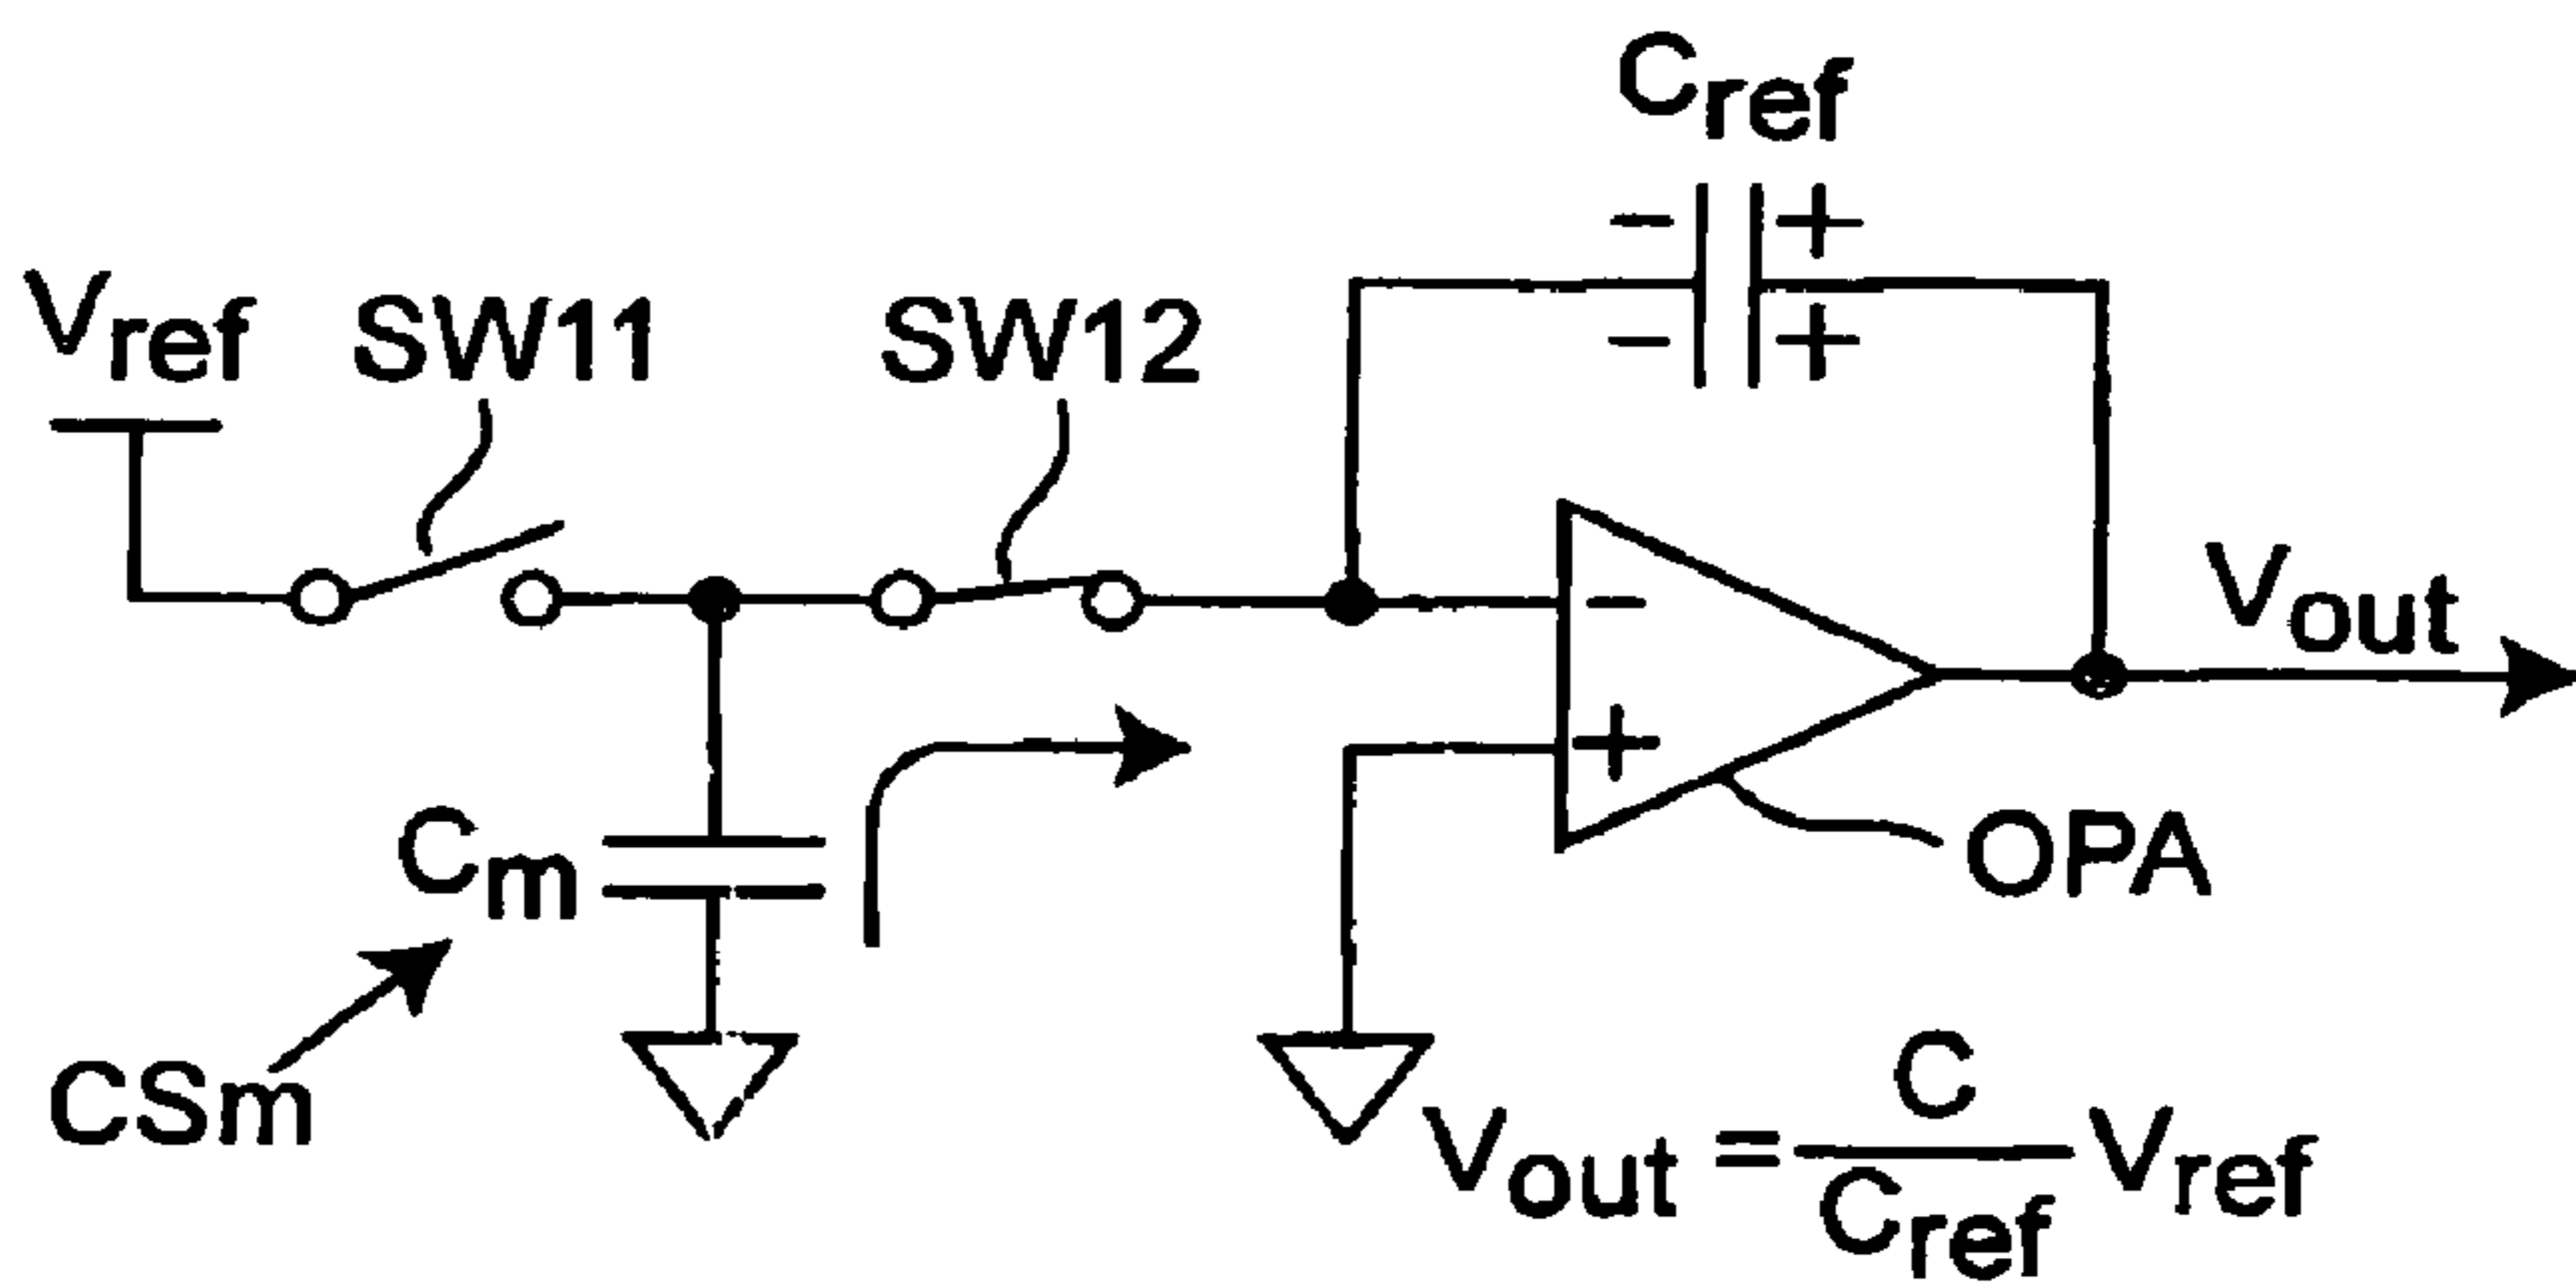 Cref
− +
− +
Vref
SW11
SW12
−
+
Vout
Cm
OPA
CSm
Vout = C/Cref Vref